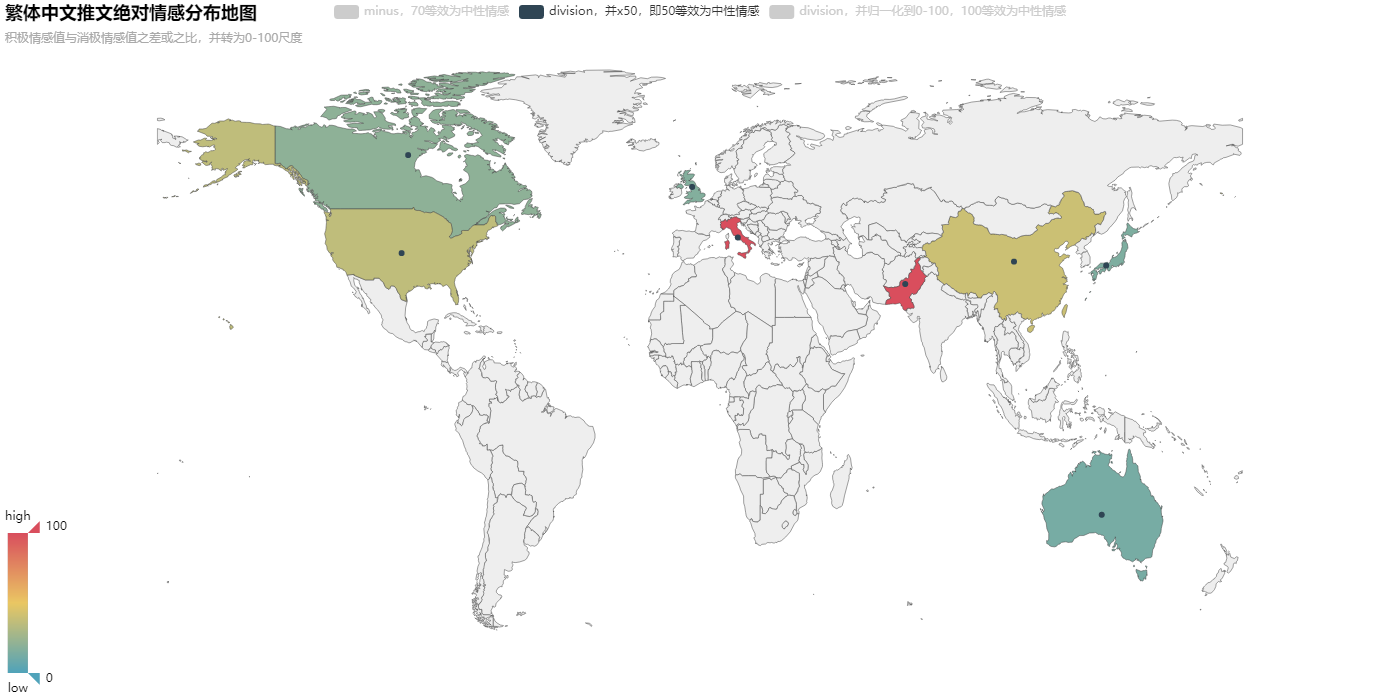 繁体中文推文绝对情感分布地图
minus，70等效为中性情感
division，并x50，即50等效为中性情感
division，并归一化到0-100，100等效为中性情感
积极情感值与消极情感值之差或之比，并转为0-100尺度
high
100
0
low